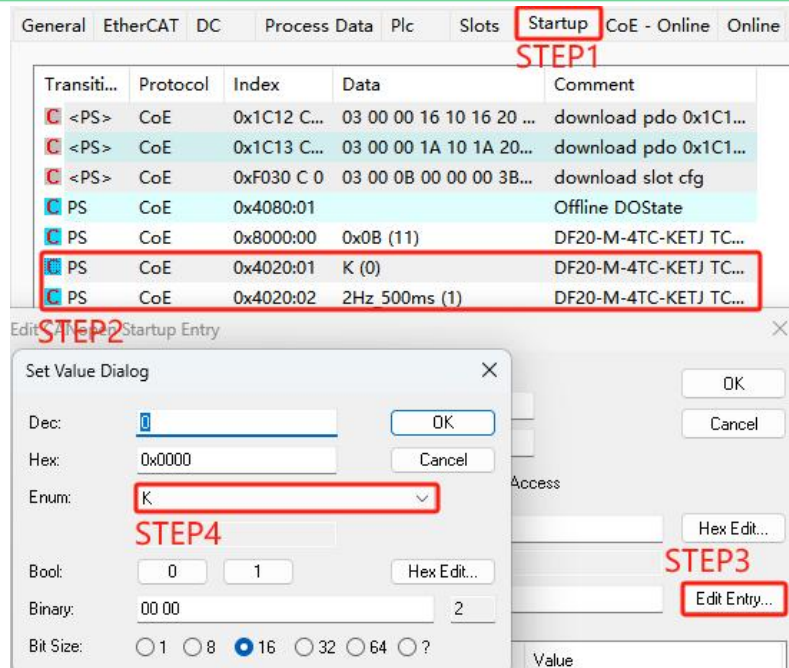 General EtherCAT DC Process Data Plc Slots Startup CoE - Online Online
STEP1
Transiti... Protocol Index Data Comment
C <PS> CoE 0x1C12 C... 03 00 00 16 10 16 20 ... download pdo 0x1C1...
C <PS> CoE 0x1C13 C... 03 00 00 1A 10 1A 20... download pdo 0x1C1...
C <PS> CoE 0xF030 C 0 03 00 0B 00 00 00 3B... download slot cfg
C PS CoE 0x4080:01 Offline DOState
C PS CoE 0x8000:00 0x0B (11) DF20-M-4TC-KETJ TC...
C PS CoE 0x4020:01 K (0) DF20-M-4TC-KETJ TC...
C PS CoE 0x4020:02 2Hz_500ms (1) DF20-M-4TC-KETJ TC...
STEP2
Edit CANopen Startup Entry
Set Value Dialog
OK
Dec: 0 OK
Cancel
Hex: 0x0000 Cancel
Access
Enum: K
STEP4
Hex Edit...
STEP3
Bool: 0 1 Hex Edit...
Edit Entry...
Binary: 00 00 2
Bit Size: 1 8 16 32 64 ?
Value